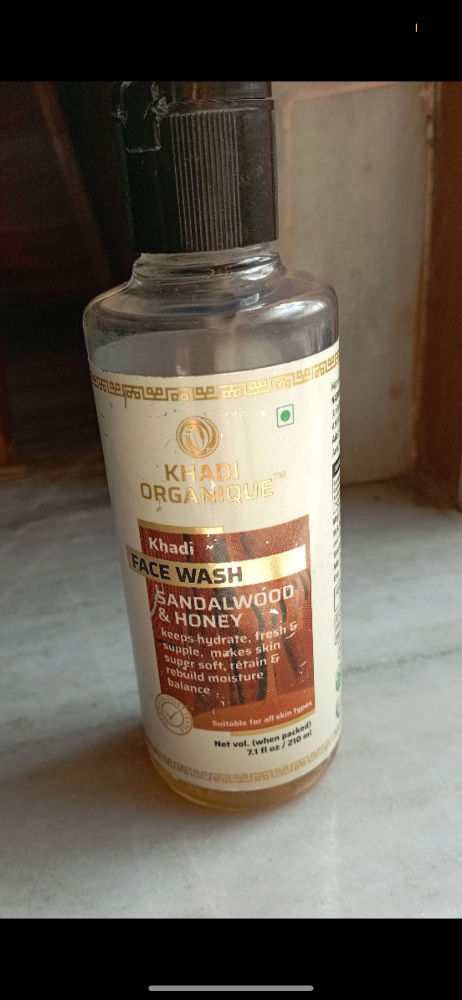 KHADI
ORGANIQUE™
Khadi
FACE WASH
SANDALWOOD
& HONEY
keeps hydrate, fresh &
supple, makes skin
super soft, retain &
rebuild moisture
balance
Suitable for all skin types
Net vol. (when packed)
7.1 fl oz / 210 ml